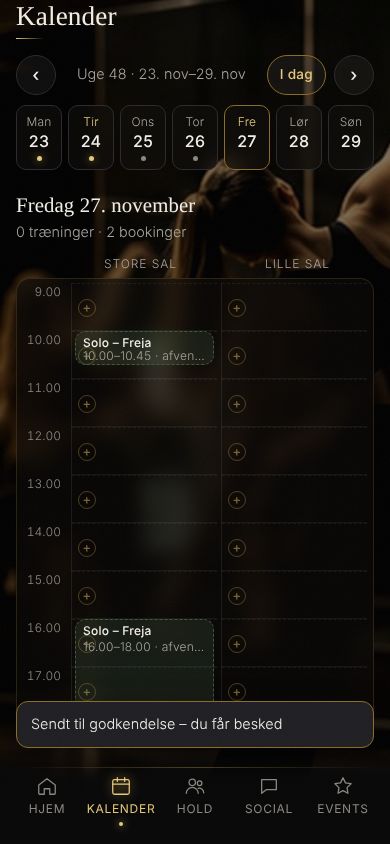 Kalender
‹ Uge 48 · 23. nov–29. nov I dag ›
Man Tir Ons Tor Fre Lør Søn
23 24 25 26 27 28 29
Fredag 27. november
0 træninger · 2 bookinger
STORE SAL LILLE SAL
9.00
10.00
Solo – Freja
10.00–10.45 · afven...
11.00
12.00
13.00
14.00
15.00
16.00
Solo – Freja
16.00–18.00 · afven...
17.00
Sendt til godkendelse – du får besked
HJEM KALENDER HOLD SOCIAL EVENTS